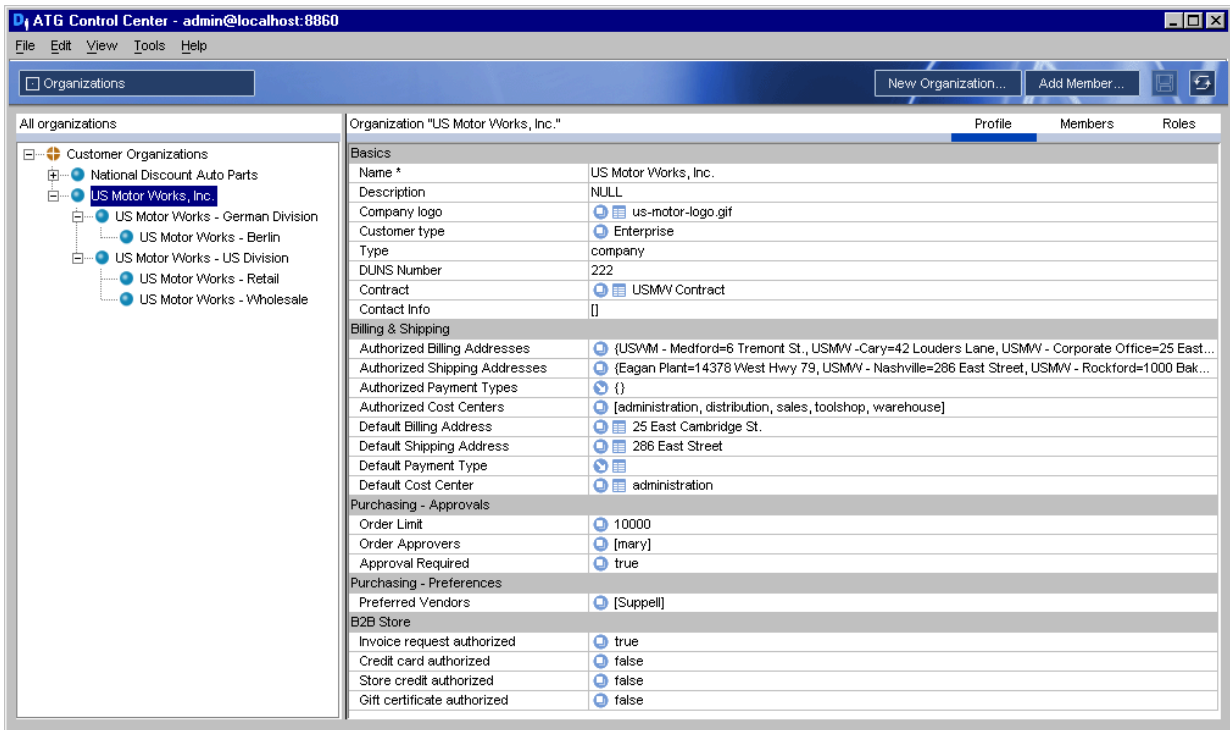 ATG Control Center - admin@localhost:8860
File Edit View Tools Help
Organizations
New Organization...
Add Member...
All organizations
Customer Organizations
National Discount Auto Parts
US Motor Works, Inc.
US Motor Works - German Division
US Motor Works - Berlin
US Motor Works - US Division
US Motor Works - Retail
US Motor Works - Wholesale
Organization "US Motor Works, Inc."
Profile Members Roles
Basics
Name * US Motor Works, Inc.
Description NULL
Company logo us-motor-logo.gif
Customer type Enterprise
Type company
DUNS Number 222
Contract USMW Contract
Contact Info []
Billing & Shipping
Authorized Billing Addresses {USWM - Medford=6 Tremont St., USMW -Cary=42 Louders Lane, USMW - Corporate Office=25 East...
Authorized Shipping Addresses {Eagan Plant=14378 West Hwy 79, USMW - Nashville=286 East Street, USMW - Rockford=1000 Bak...
Authorized Payment Types {}
Authorized Cost Centers [administration, distribution, sales, toolshop, warehouse]
Default Billing Address 25 East Cambridge St.
Default Shipping Address 286 East Street
Default Payment Type
Default Cost Center administration
Purchasing - Approvals
Order Limit 10000
Order Approvers [mary]
Approval Required true
Purchasing - Preferences
Preferred Vendors [Suppell]
B2B Store
Invoice request authorized true
Credit card authorized false
Store credit authorized false
Gift certificate authorized false